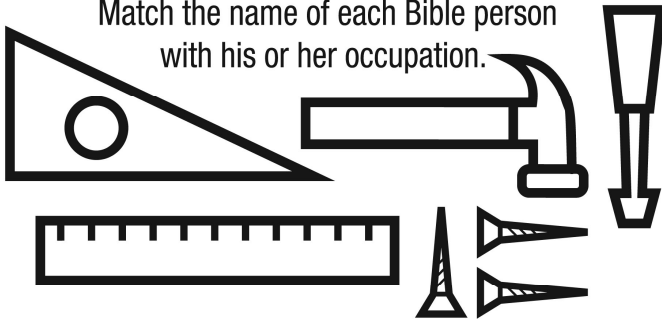 Match the name of each Bible person
with his or her occupation.